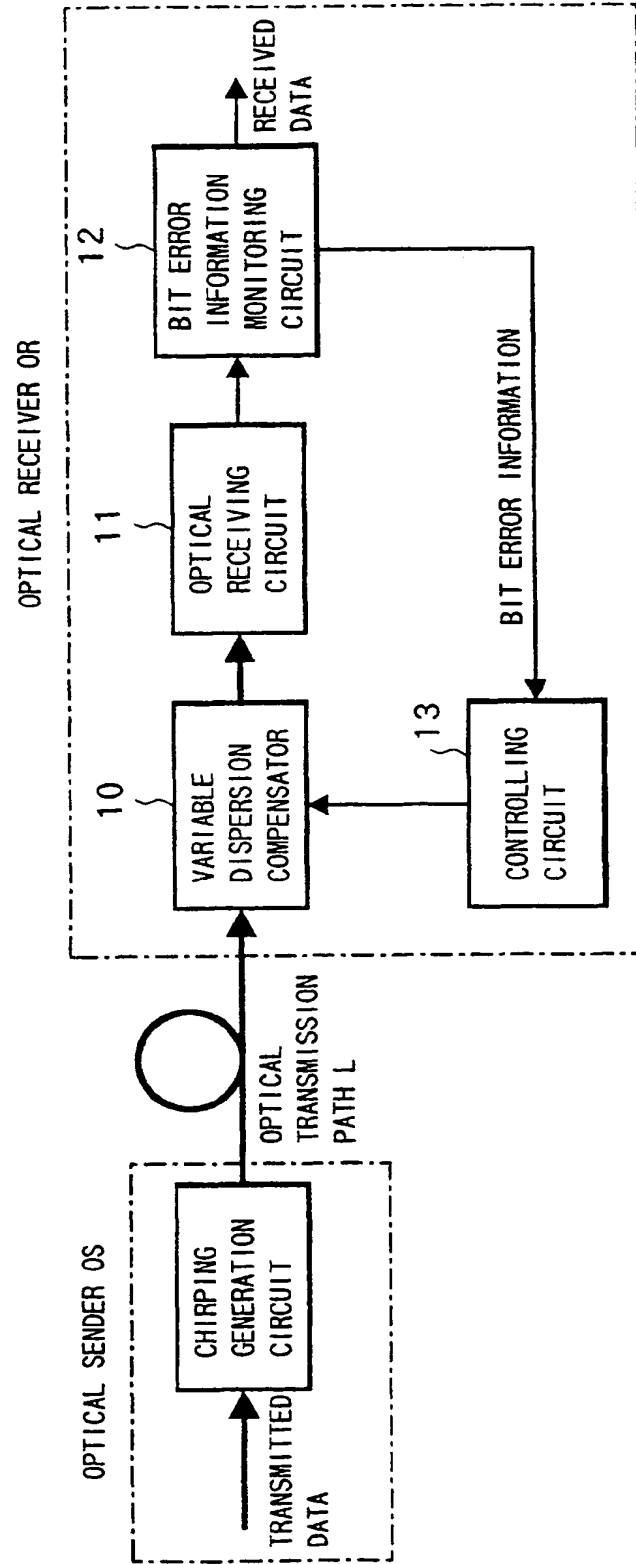 OPTICAL SENDER OS
TRANSMITTED
DATA
CHIRPING
GENERATION
CIRCUIT
OPTICAL
TRANSMISSION
PATH L
OPTICAL RECEIVER OR
10
VARIABLE
DISPERSION
COMPENSATOR
11
OPTICAL
RECEIVING
CIRCUIT
12
BIT ERROR
INFORMATION
MONITORING
CIRCUIT
RECEIVED
DATA
BIT ERROR INFORMATION
13
CONTROLLING
CIRCUIT